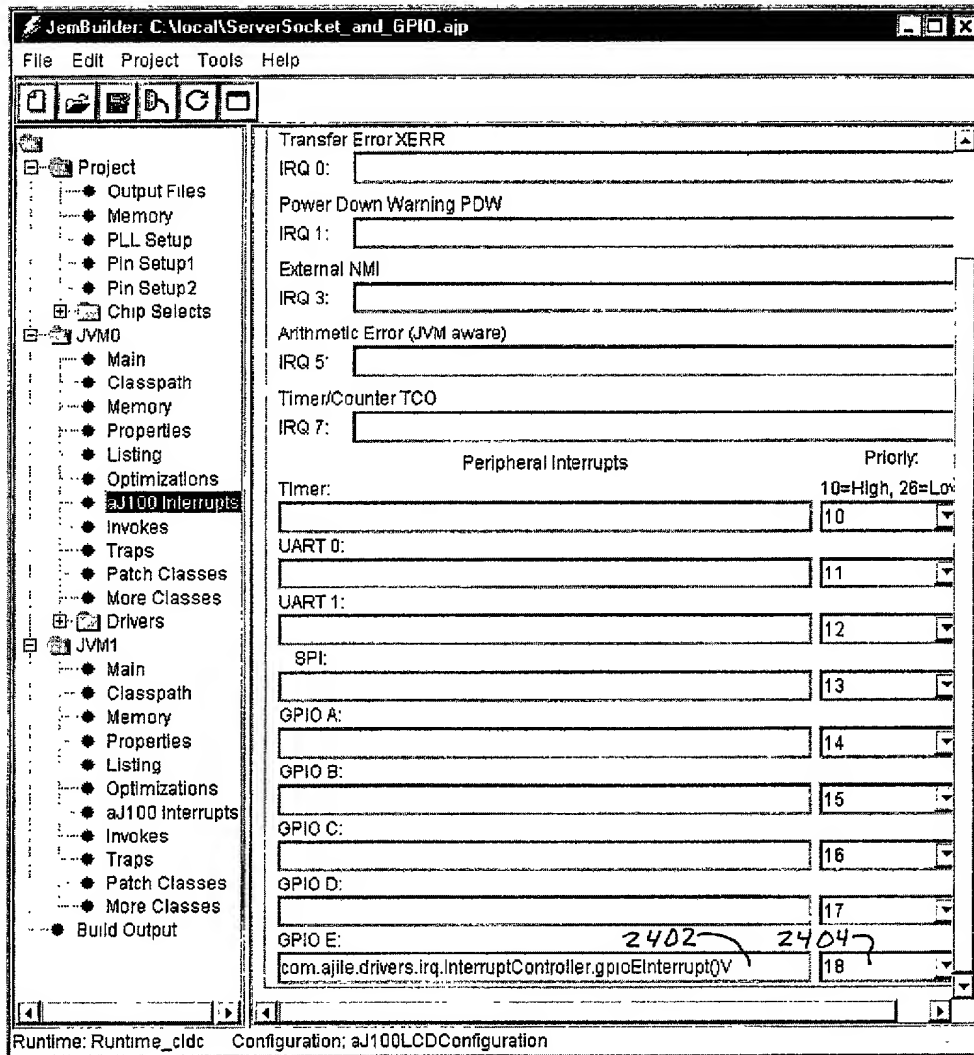 JemBuilder: C:\local\ServerSocket_and_GPIO.ajp
File Edit Project Tools Help
Project
Output Files
Memory
PLL Setup
Pin Setup1
Pin Setup2
Chip Selects
JVM0
Main
Classpath
Memory
Properties
Listing
Optimizations
aJ100 Interrupts
Invokes
Traps
Patch Classes
More Classes
Drivers
JVM1
Main
Classpath
Memory
Properties
Listing
Optimizations
aJ100 Interrupts
Invokes
Traps
Patch Classes
More Classes
Build Output
Transfer Error XERR
IRQ 0:
Power Down Warning PDW
IRQ 1:
External NMI
IRQ 3:
Arithmetic Error (JVM aware)
IRQ 5:
Timer/Counter TCO
IRQ 7:
Peripheral Interrupts Priorly:
Timer: 10=High, 26=Lov
10
UART 0:
11
UART 1:
12
SPI:
13
GPIO A:
14
GPIO B:
15
GPIO C:
16
GPIO D:
17
GPIO E: 2402 2404
com.ajile.drivers.irq.InterruptController.gpioEInterrupt()V 18
Runtime: Runtime_cldc Configuration: aJ100LCDConfiguration